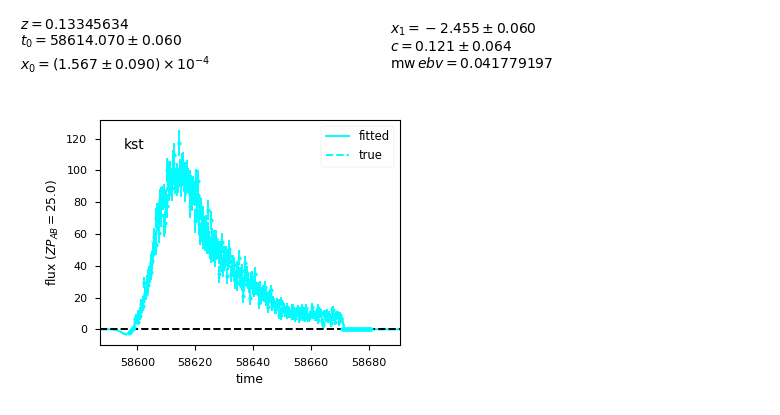 z = 0.13345634
t₀ = 58614.070 ± 0.060
x₀ = (1.567 ± 0.090) × 10⁻⁴
x₁ = − 2.455 ± 0.060
c = 0.121 ± 0.064
mw ebv = 0.041779197
kst
fitted
true
flux (ZP_AB = 25.0)
120
100
80
60
40
20
0
58600 58620 58640 58660 58680
time